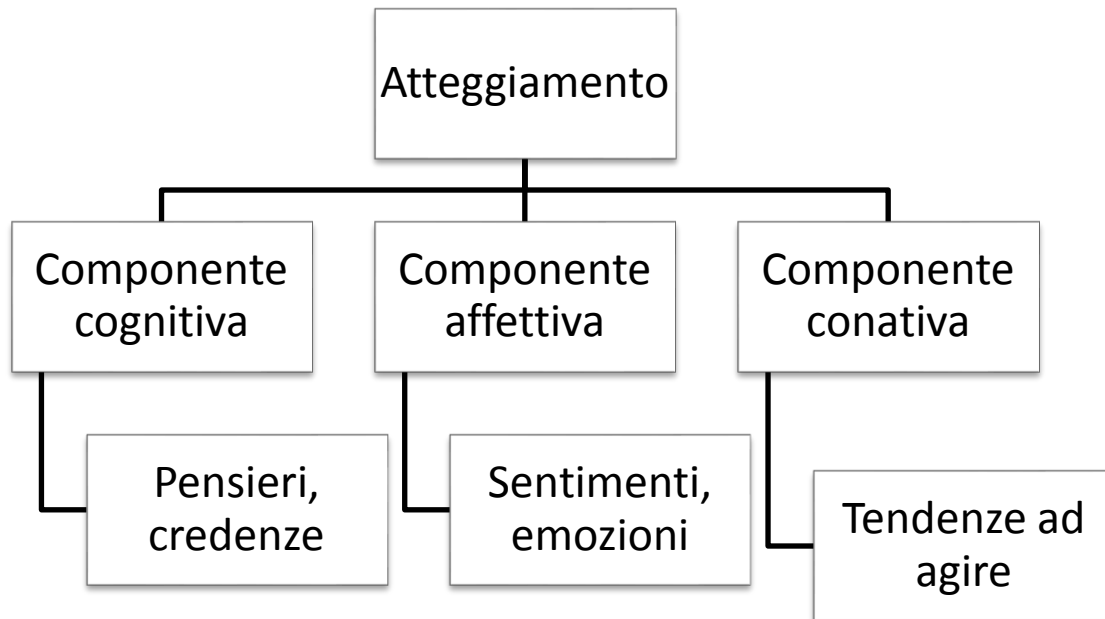 Atteggiamento
Componente
cognitiva
Componente
affettiva
Componente
conativa
Pensieri,
credenze
Sentimenti,
emozioni
Tendenze ad
agire